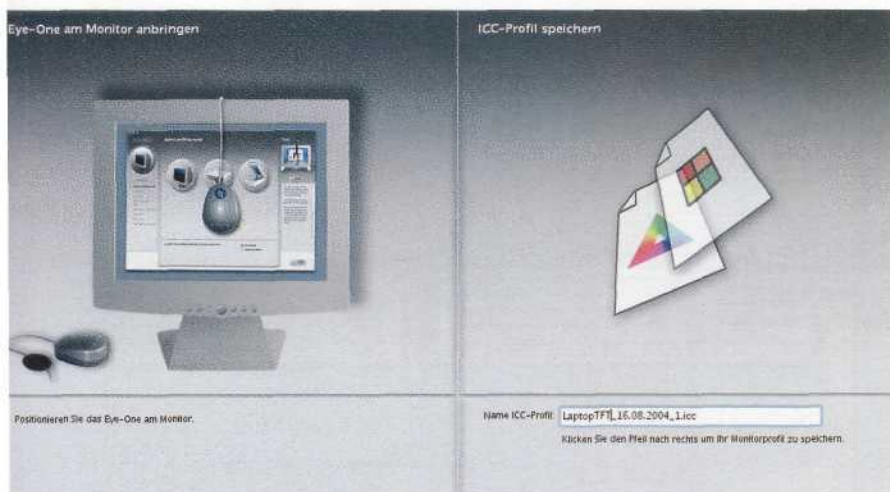 Eye-One am Monitor anbringen
Positionieren Sie das Eye-One am Monitor.
ICC-Profil speichern
Name ICC-Profil: LaptopTFT_16.08.2004_1.icc
Klicken Sie den Pfeil nach rechts um Ihr Monitorprofil zu speichern.